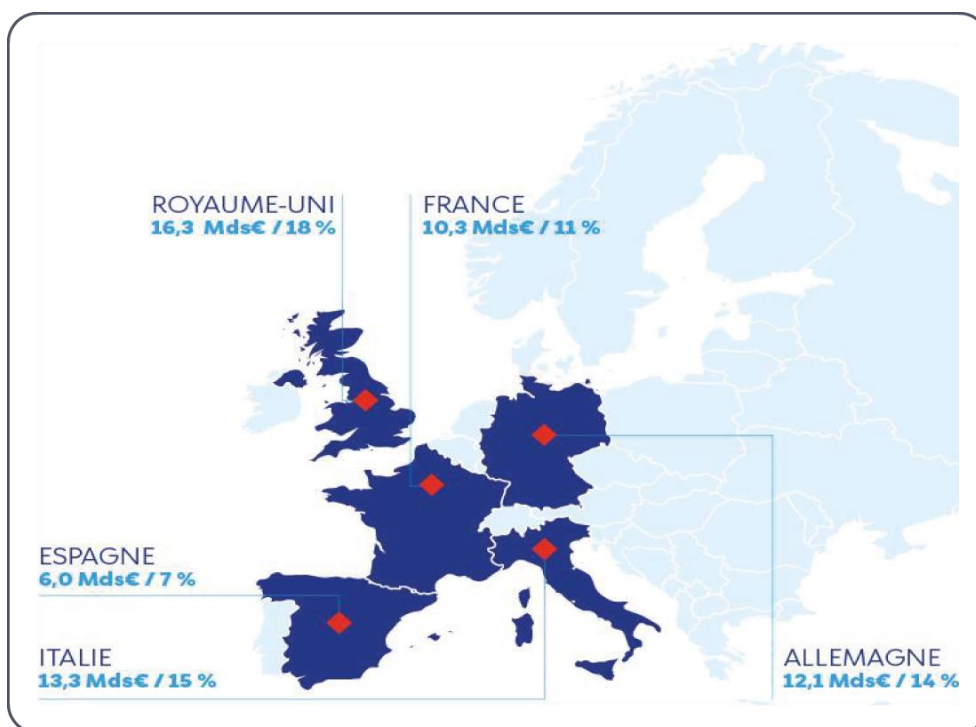 ROYAUME-UNI
16,3 Mds€ / 18 %
FRANCE
10,3 Mds€ / 11 %
ESPAGNE
6,0 Mds€ / 7 %
ITALIE
13,3 Mds€ / 15 %
ALLEMAGNE
12,1 Mds€ / 14 %